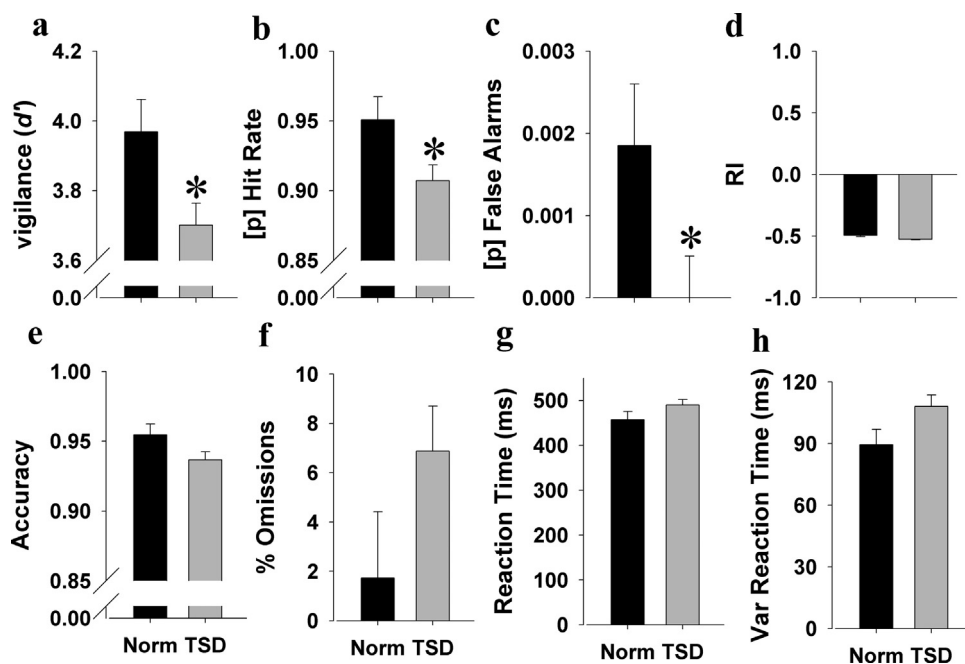 a
vigilance (d')
4.2
4.0
3.8
3.6
0.0
*
b
[p] Hit Rate
1.00
0.95
0.90
0.85
0.00
*
c
[p] False Alarms
0.003
0.002
0.001
0.000
*
d
RI
1.0
0.5
0.0
-0.5
-1.0
e
Accuracy
1.00
0.95
0.90
0.85
0.00
Norm TSD
f
% Omissions
10
8
6
4
2
0
Norm TSD
g
Reaction Time (ms)
500
400
300
200
100
0
Norm TSD
h
Var Reaction Time (ms)
120
90
60
30
0
Norm TSD